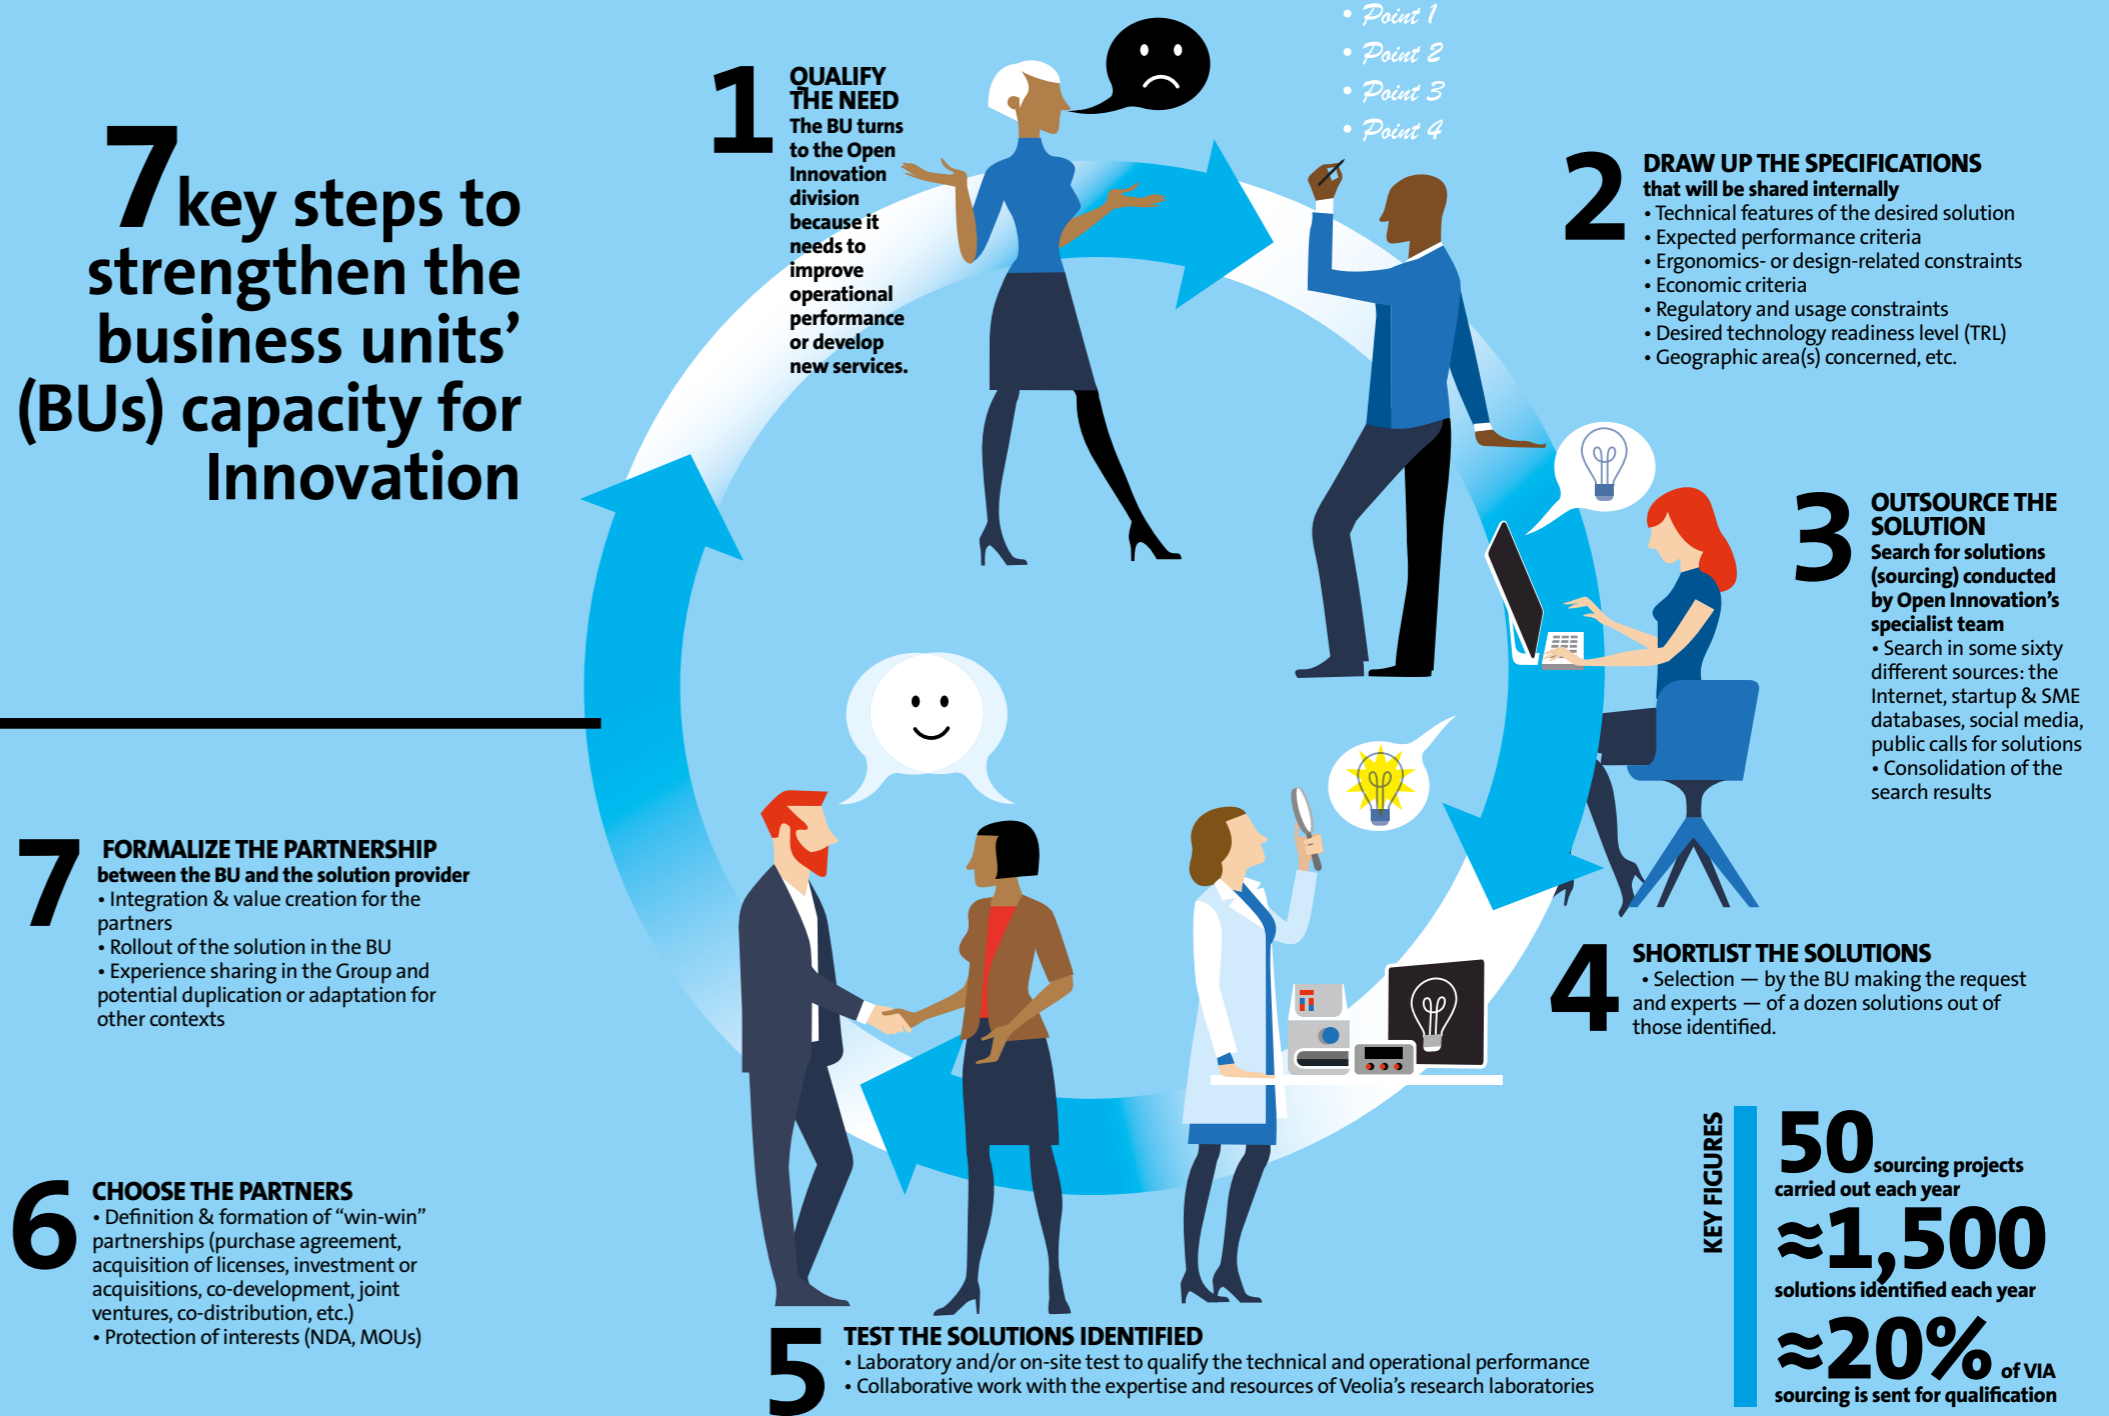 7 key steps to
strengthen the
business units’
(BUs) capacity for
Innovation
1
QUALIFY
THE NEED
The BU turns
to the Open
Innovation
division
because it
needs to
improve
operational
performance
or develop
new services.
• Point 1
• Point 2
• Point 3
• Point 4
2
DRAW UP THE SPECIFICATIONS
that will be shared internally
• Technical features of the desired solution
• Expected performance criteria
• Ergonomics- or design-related constraints
• Economic criteria
• Regulatory and usage constraints
• Desired technology readiness level (TRL)
• Geographic area(s) concerned, etc.
3
OUTSOURCE THE
SOLUTION
Search for solutions
(sourcing) conducted
by Open Innovation’s
specialist team
• Search in some sixty
different sources: the
Internet, startup & SME
databases, social media,
public calls for solutions
• Consolidation of the
search results
4
SHORTLIST THE SOLUTIONS
• Selection — by the BU making the request
and experts — of a dozen solutions out of
those identified.
5
TEST THE SOLUTIONS IDENTIFIED
• Laboratory and/or on-site test to qualify the technical and operational performance
• Collaborative work with the expertise and resources of Veolia’s research laboratories
6
CHOOSE THE PARTNERS
• Definition & formation of “win-win”
partnerships (purchase agreement,
acquisition of licenses, investment or
acquisitions, co-development, joint
ventures, co-distribution, etc.)
• Protection of interests (NDA, MOUs)
7
FORMALIZE THE PARTNERSHIP
between the BU and the solution provider
• Integration & value creation for the
partners
• Rollout of the solution in the BU
• Experience sharing in the Group and
potential duplication or adaptation for
other contexts
KEY FIGURES
50 sourcing projects
carried out each year
≈1,500
solutions identified each year
≈20% of VIA
sourcing is sent for qualification